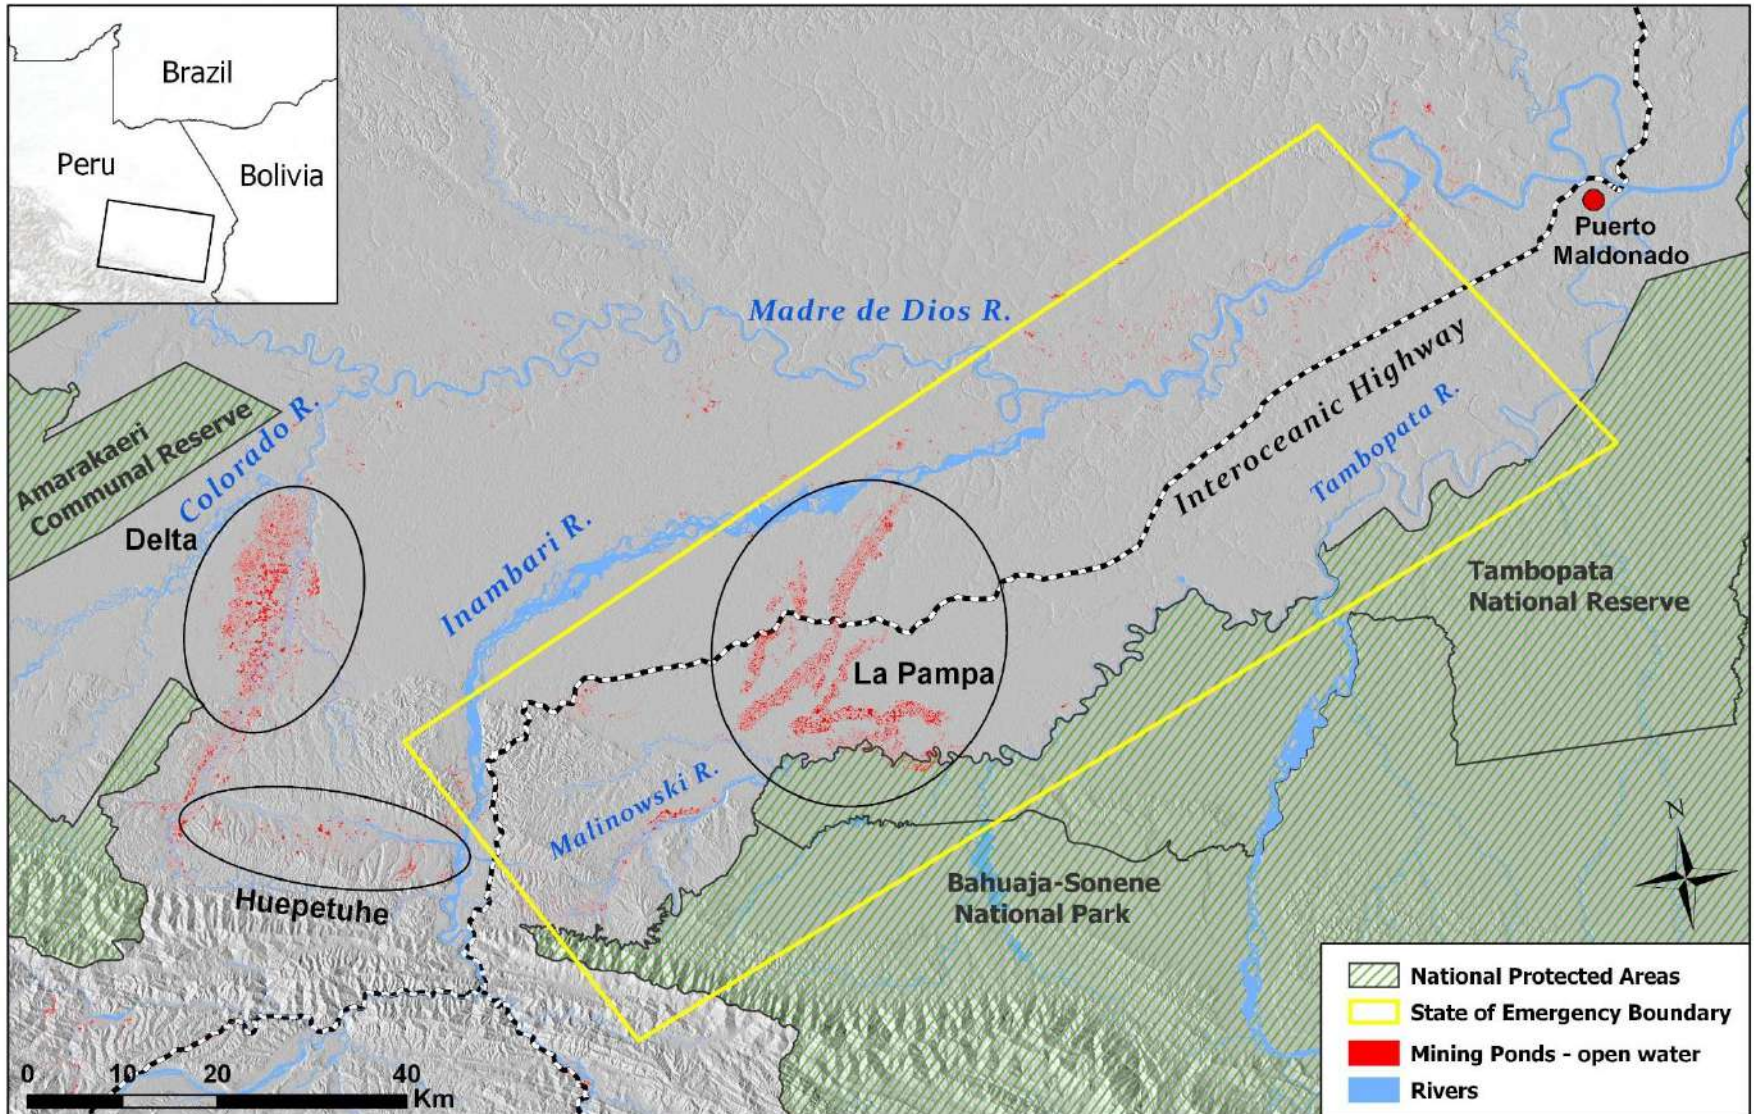 Brazil
Peru
Bolivia
Puerto
Maldonado
Madre de Dios R.
Interoceanic Highway
Tambopata R.
Amarakaeri
Communal Reserve
Colorado R.
Delta
Inambari R.
Tambopata
National Reserve
La Pampa
Malinowski R.
Bahuaja-Sonene
National Park
Huepetuhe
N
National Protected Areas
State of Emergency Boundary
Mining Ponds - open water
Rivers
0 10 20 40
Km